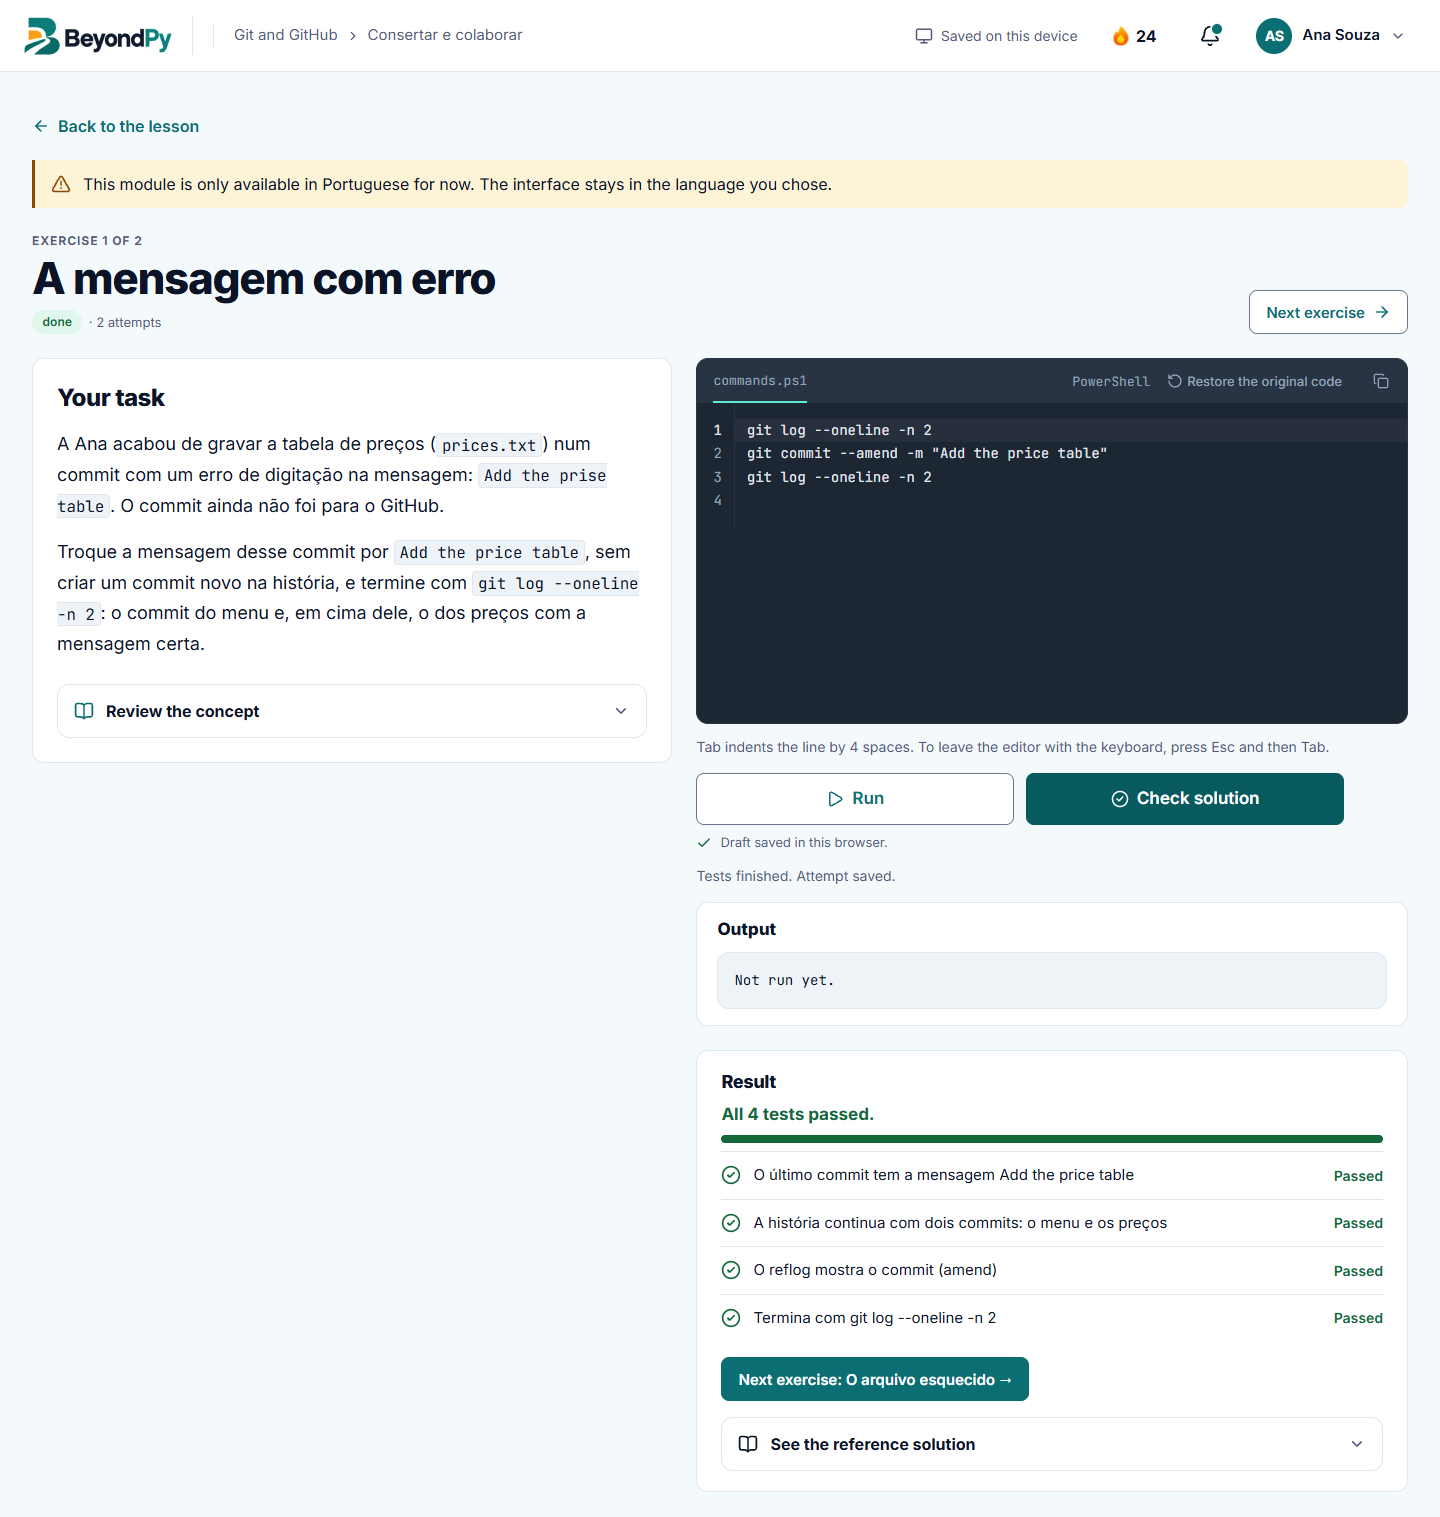 BeyondPy
Git and GitHub > Consertar e colaborar
Saved on this device
24
AS
Ana Souza
← Back to the lesson
This module is only available in Portuguese for now. The interface stays in the language you chose.
EXERCISE 1 OF 2
A mensagem com erro
done · 2 attempts
Next exercise →
Your task
A Ana acabou de gravar a tabela de preços (prices.txt) num
commit com um erro de digitação na mensagem: Add the prise
table. O commit ainda não foi para o GitHub.
Troque a mensagem desse commit por Add the price table, sem
criar um commit novo na história, e termine com git log --oneline
-n 2: o commit do menu e, em cima dele, o dos preços com a
mensagem certa.
Review the concept
commands.ps1
PowerShell
Restore the original code
1 git log --oneline -n 2
2 git commit --amend -m "Add the price table"
3 git log --oneline -n 2
4
Tab indents the line by 4 spaces. To leave the editor with the keyboard, press Esc and then Tab.
Run
Check solution
Draft saved in this browser.
Tests finished. Attempt saved.
Output
Not run yet.
Result
All 4 tests passed.
O último commit tem a mensagem Add the price table Passed
A história continua com dois commits: o menu e os preços Passed
O reflog mostra o commit (amend) Passed
Termina com git log --oneline -n 2 Passed
Next exercise: O arquivo esquecido →
See the reference solution